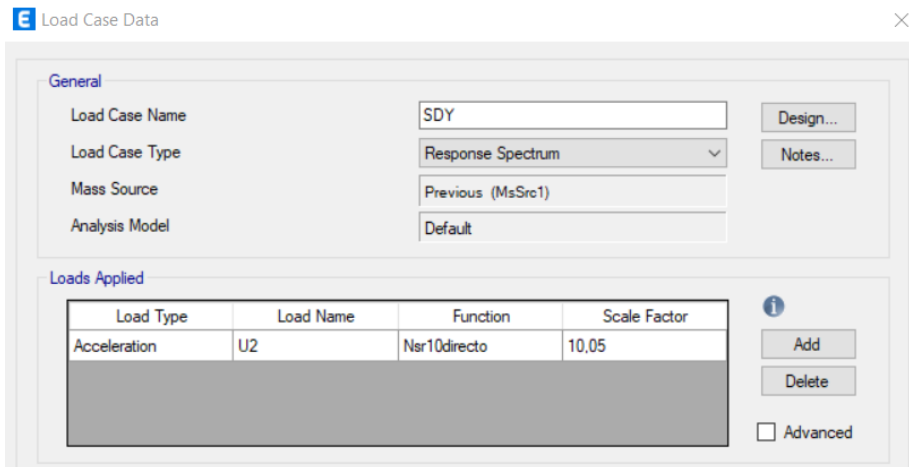 E Load Case Data
General
Load Case Name SDY Design...
Load Case Type Response Spectrum Notes...
Mass Source Previous (MsSrc1)
Analysis Model Default
Loads Applied
Load Type Load Name Function Scale Factor
Acceleration U2 Nsr10directo 10,05 Add
Delete
Advanced